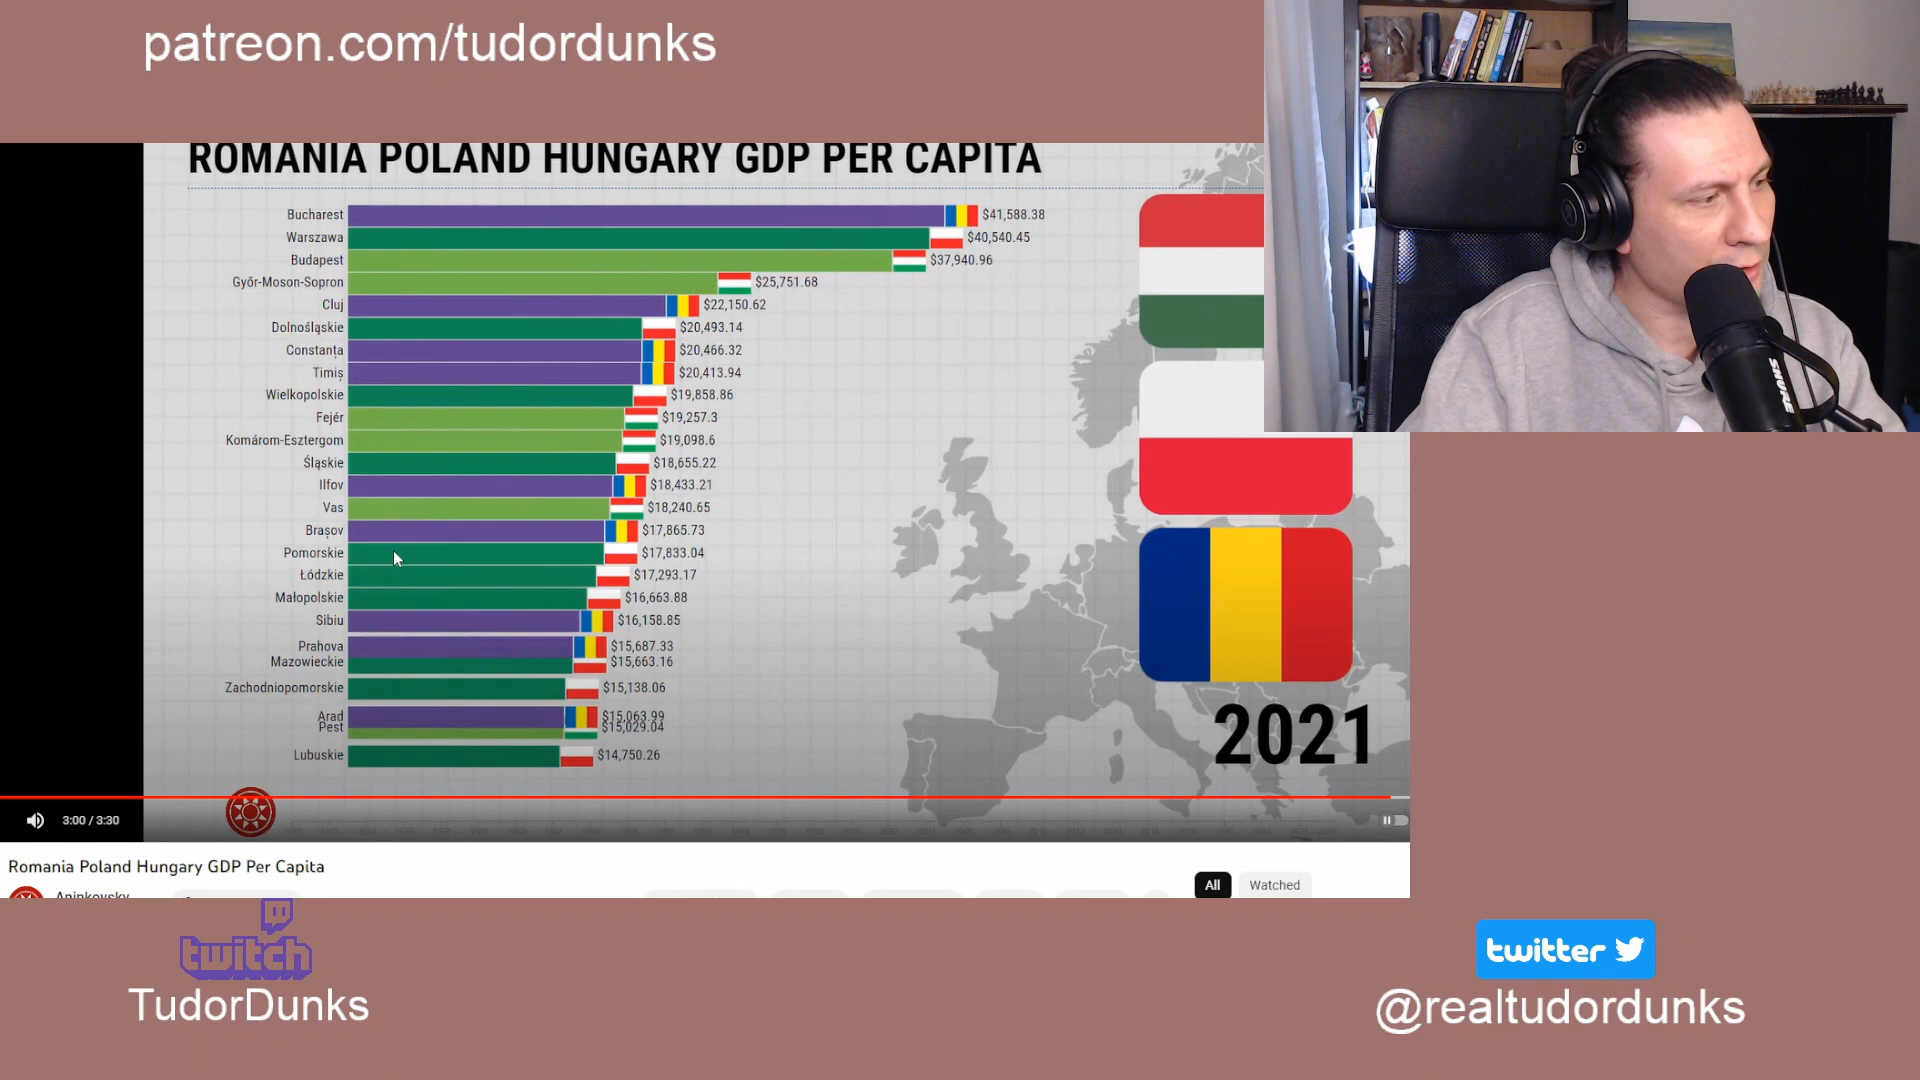 patreon.com/tudordunks
ROMANIA POLAND HUNGARY GDP PER CAPITA
Bucharest $41,588.38
Warszawa $40,540.45
Budapest $37,940.96
Győr-Moson-Sopron $25,751.68
Cluj $22,150.62
Dolnośląskie $20,493.14
Constanța $20,466.32
Timiș $20,413.94
Wielkopolskie $19,858.86
Fejér $19,257.3
Komárom-Esztergom $19,098.6
Śląskie $18,655.22
Ilfov $18,433.21
Vas $18,240.65
Brașov $17,865.73
Pomorskie $17,833.04
Łódzkie $17,293.17
Małopolskie $16,663.88
Sibiu $16,158.85
Prahova $15,687.33
Mazowieckie $15,663.16
Zachodniopomorskie $15,138.06
Arad $15,063.99
Pest $15,029.04
Lubuskie $14,750.26
2021
3:00 / 3:30
Romania Poland Hungary GDP Per Capita
Aninkovsky
All Watched
twitch
TudorDunks
twitter
@realtudordunks
SHURE